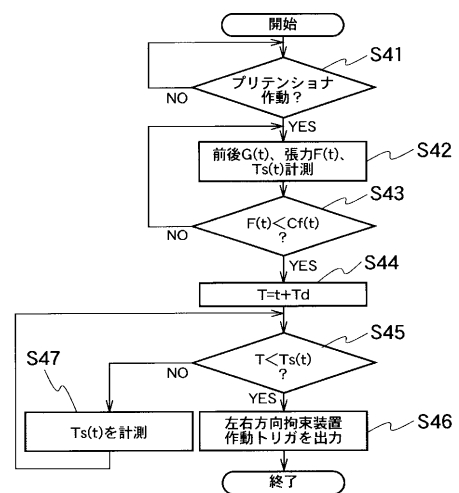 開始
S41
プリテンショナ
作動？
NO
YES
S42
前後G(t)、張力F(t)、
Ts(t)計測
S43
F(t)<Cf(t)
?
NO
YES
S44
T=t+Td
S45
T<Ts(t)
?
S47
NO
YES
Ts(t)を計測
左右方向拘束装置
作動トリガを出力
S46
終了